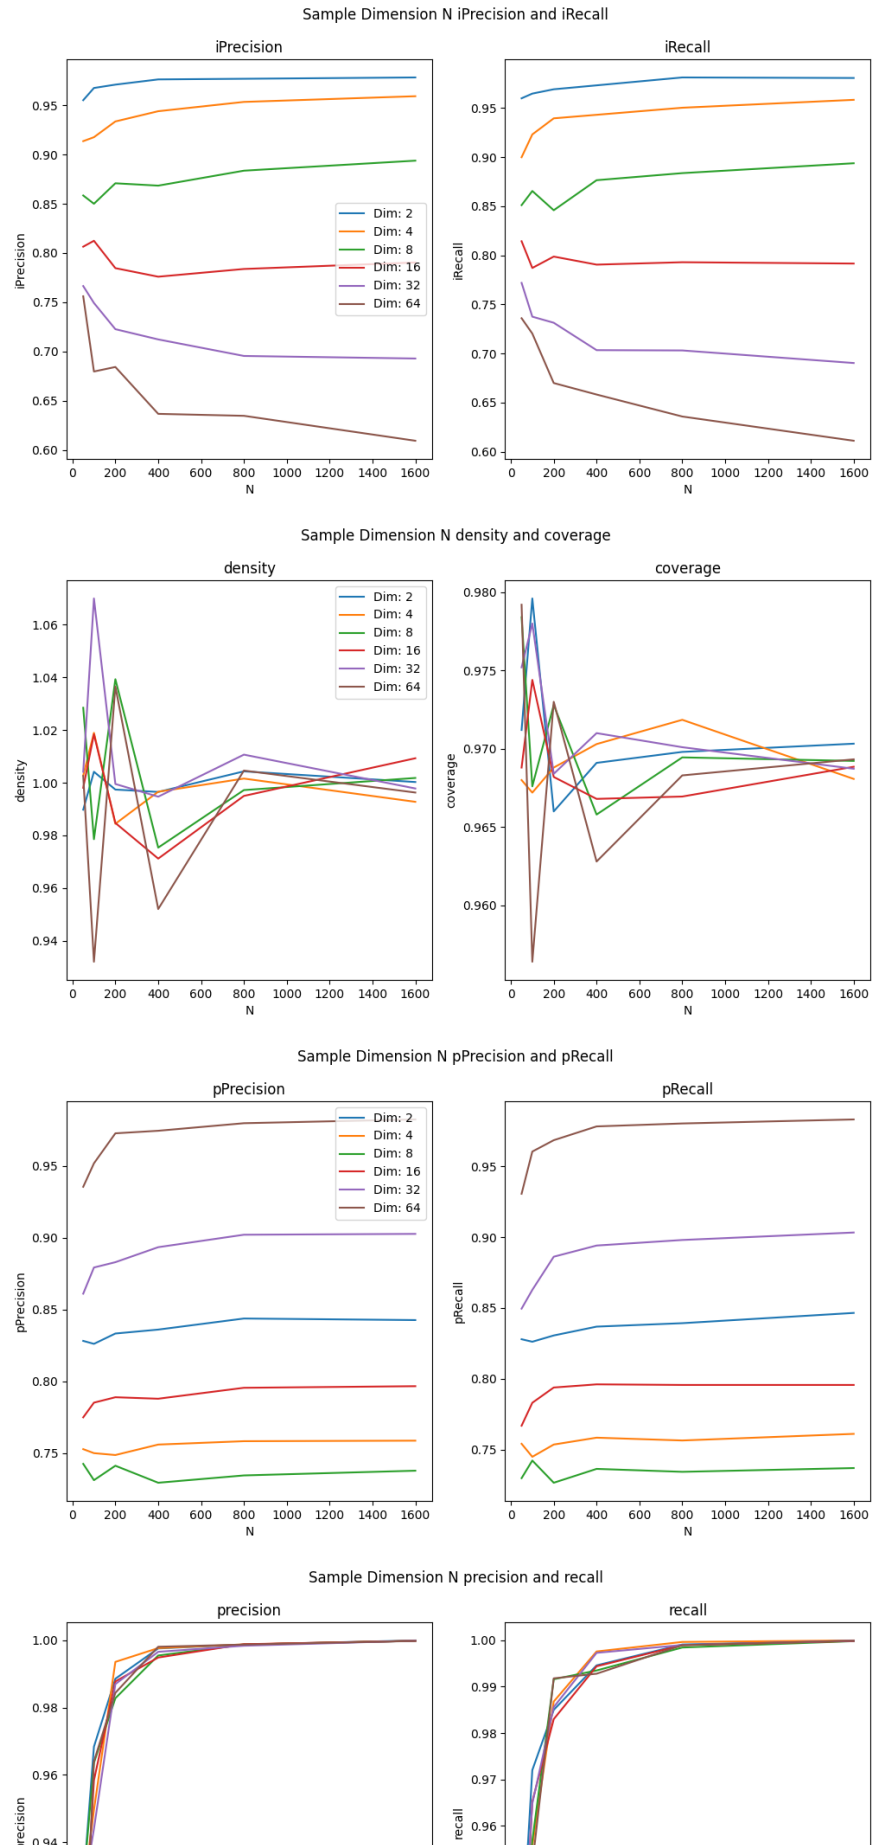 Sample Dimension N iPrecision and iRecall
iPrecision
0.95
0.90
0.85
0.80
0.75
0.70
0.65
0.60
iPrecision
Dim: 2
Dim: 4
Dim: 8
Dim: 16
Dim: 32
Dim: 64
0 200 400 600 800 1000 1200 1400 1600
N
iRecall
0.95
0.90
0.85
0.80
0.75
0.70
0.65
0.60
iRecall
0 200 400 600 800 1000 1200 1400 1600
N
Sample Dimension N density and coverage
density
1.06
1.04
1.02
1.00
0.98
0.96
0.94
density
Dim: 2
Dim: 4
Dim: 8
Dim: 16
Dim: 32
Dim: 64
0 200 400 600 800 1000 1200 1400 1600
N
coverage
0.980
0.975
0.970
0.965
0.960
coverage
0 200 400 600 800 1000 1200 1400 1600
N
Sample Dimension N pPrecision and pRecall
pPrecision
0.95
0.90
0.85
0.80
0.75
pPrecision
Dim: 2
Dim: 4
Dim: 8
Dim: 16
Dim: 32
Dim: 64
0 200 400 600 800 1000 1200 1400 1600
N
pRecall
0.95
0.90
0.85
0.80
0.75
pRecall
0 200 400 600 800 1000 1200 1400 1600
N
Sample Dimension N precision and recall
precision
1.00
0.98
0.96
0.94
precision
recall
1.00
0.99
0.98
0.97
0.96
recall